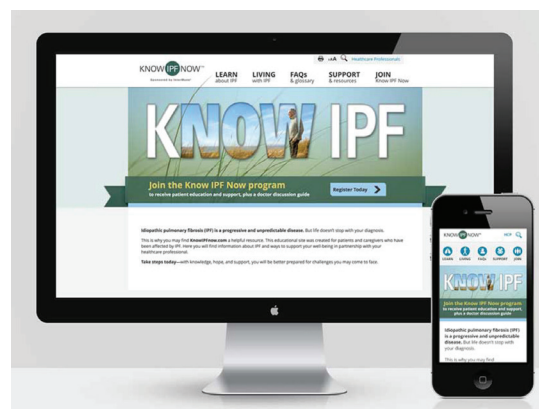 AA Healthcare Professionals
KNOW IPF NOW™
LEARN
about IPF
LIVING
with IPF
FAQs
& glossary
SUPPORT
& resources
JOIN
Know IPF Now
KNOW IPF
Join the Know IPF Now program
to receive patient education and support, plus a doctor discussion guide
Register Today
Idiopathic pulmonary fibrosis (IPF) is a progressive and unpredictable disease. But life doesn't stop with your diagnosis.
This is why you may find KnowIPFnow.com a helpful resource. This educational site was created for patients and caregivers who have
been affected by IPF. Here you will find information about IPF and ways to support your well-being in partnership with your
healthcare professional.
Take steps today—with knowledge, hope, and support, you will be better prepared for challenges you may come to face.
KNOW IPF NOW™
HCP
LEARN LIVING FAQs SUPPORT JOIN
KNOW IPF
Join the Know IPF Now program
to receive patient education and support,
plus a doctor discussion guide
Idiopathic pulmonary fibrosis (IPF)
is a progressive and unpredictable
disease. But life doesn't stop with
your diagnosis.
This is why you may find